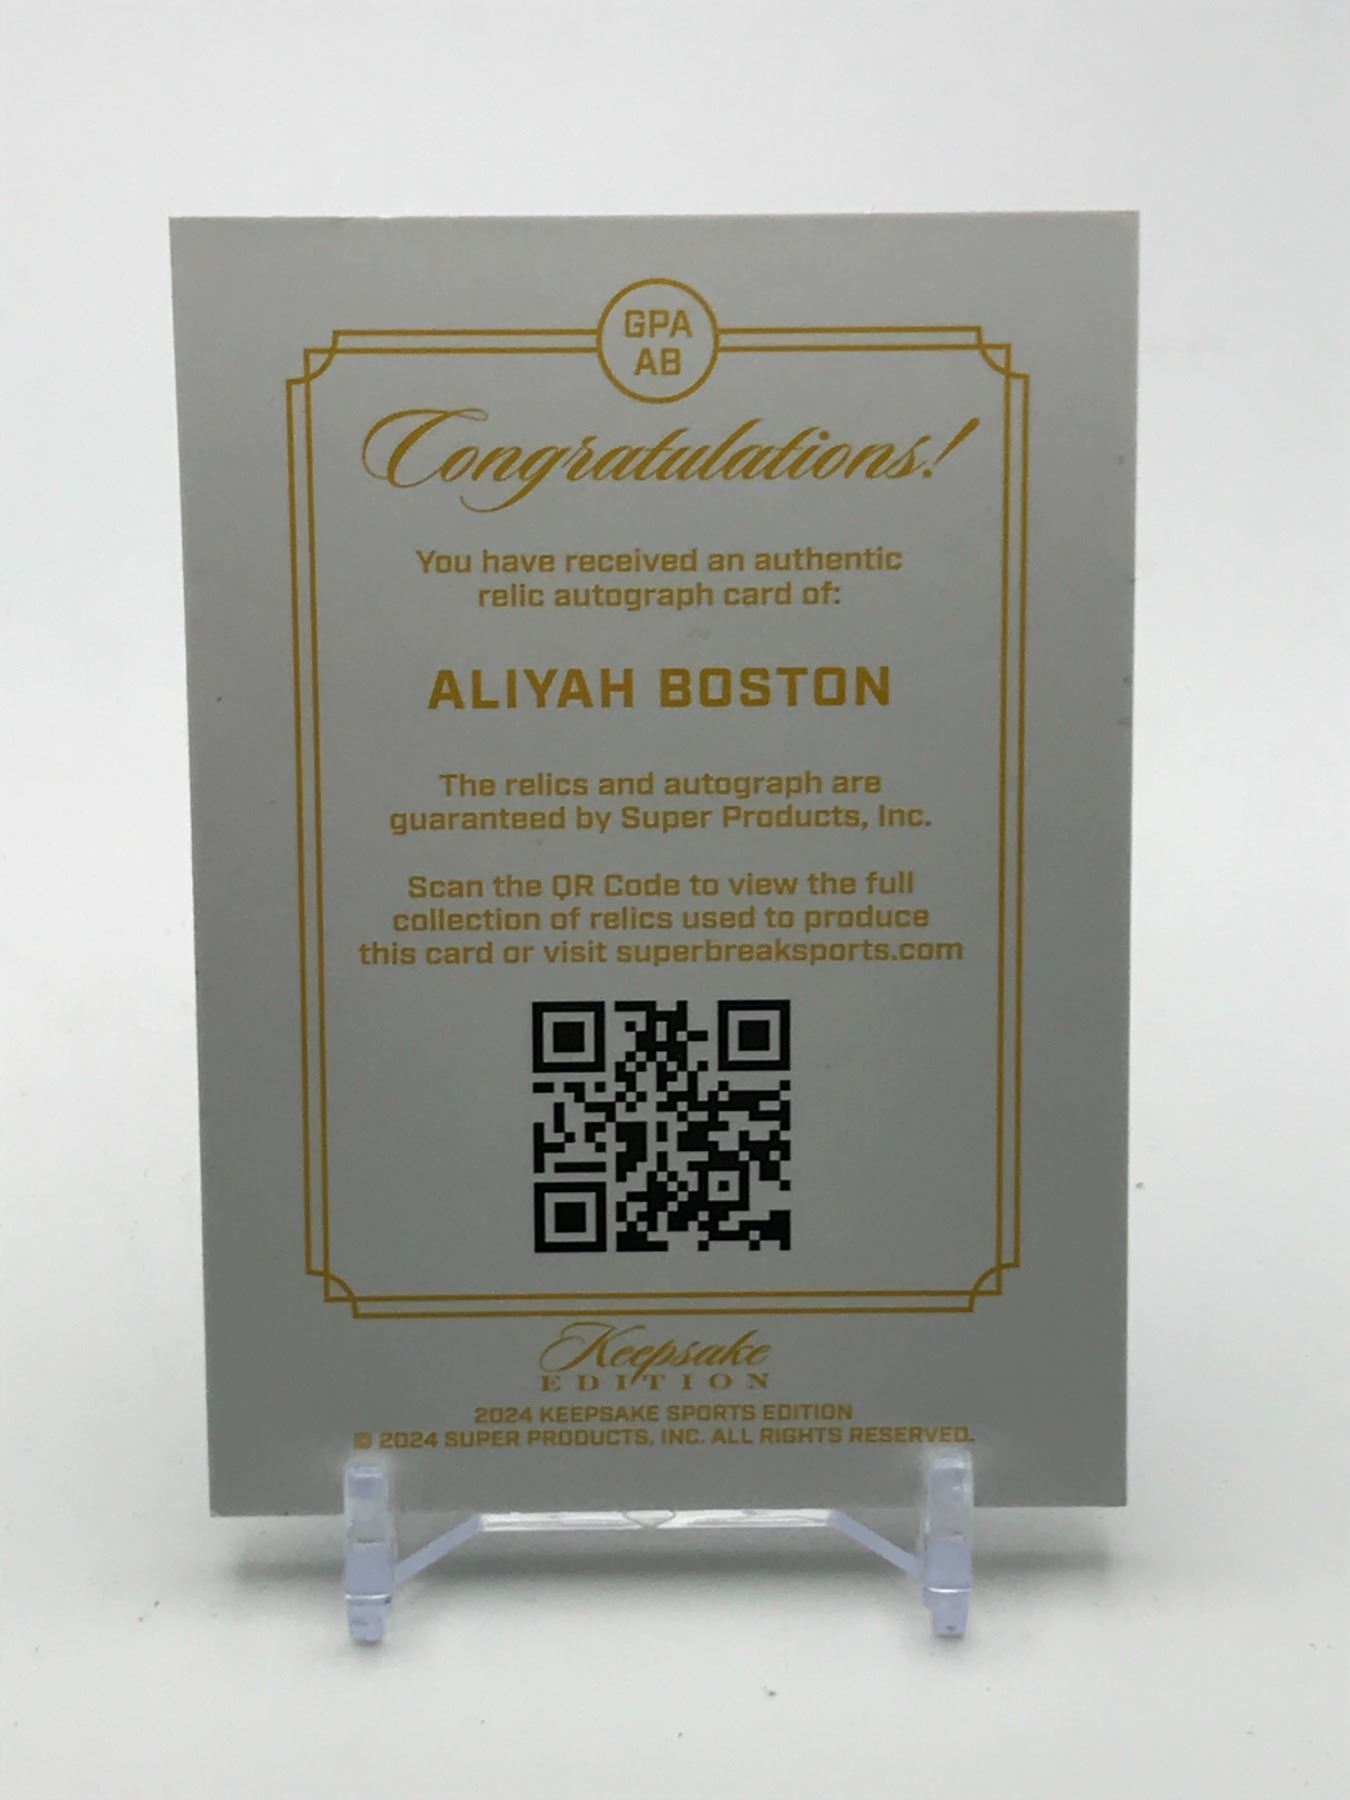 GPA
AB
Congratulations!
You have received an authentic
relic autograph card of:
ALIYAH BOSTON
The relics and autograph are
guaranteed by Super Products, Inc.
Scan the QR Code to view the full
collection of relics used to produce
this card or visit superbreaksports.com
Keepsake
EDITION
2024 KEEPSAKE SPORTS EDITION
© 2024 SUPER PRODUCTS, INC. ALL RIGHTS RESERVED.